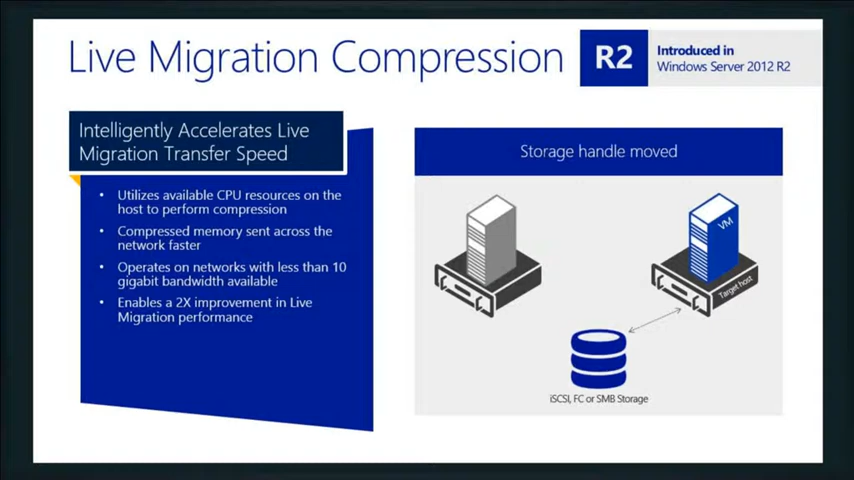 Live Migration Compression
R2
Introduced in
Windows Server 2012 R2
Intelligently Accelerates Live
Migration Transfer Speed
• Utilizes available CPU resources on the
host to perform compression
• Compressed memory sent across the
network faster
• Operates on networks with less than 10
gigabit bandwidth available
• Enables a 2X improvement in Live
Migration performance
Storage handle moved
VM
Target host
iSCSI, FC or SMB Storage